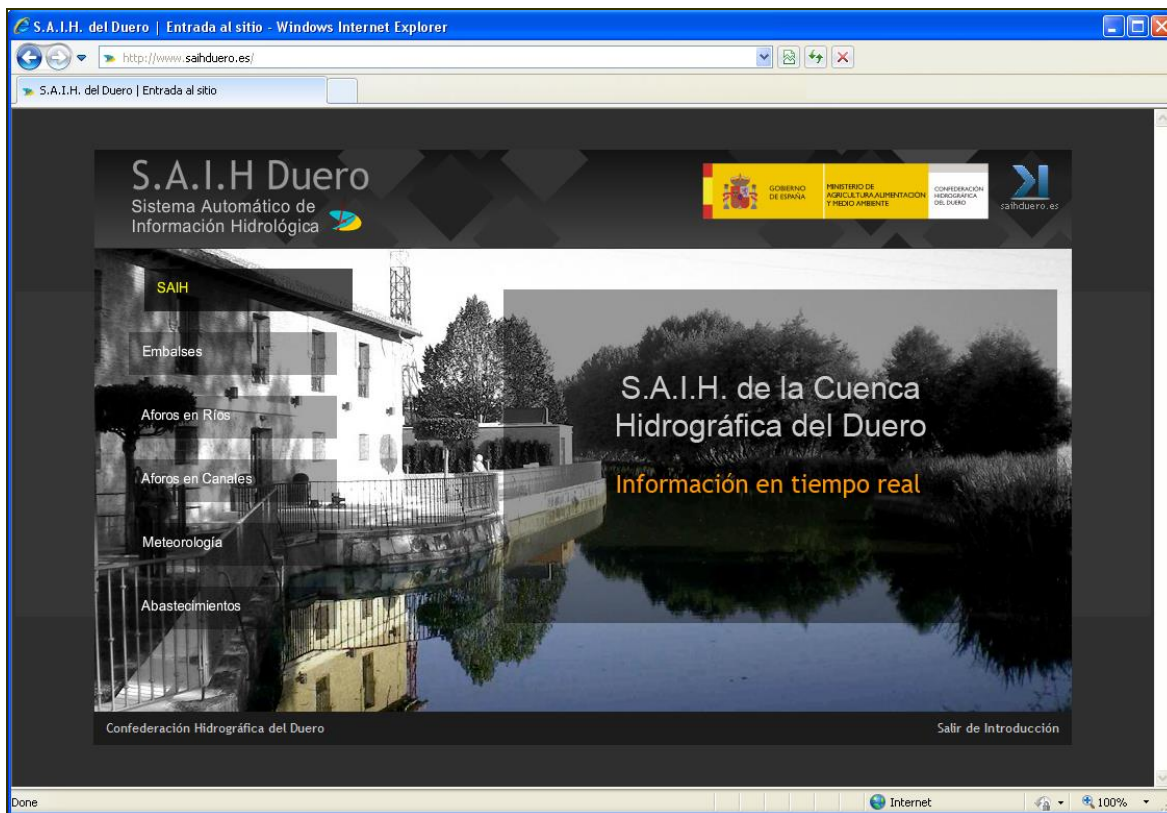 S.A.I.H. del Duero | Entrada al sitio - Windows Internet Explorer
http://www.saihduero.es/
S.A.I.H. del Duero | Entrada al sitio
S.A.I.H Duero
Sistema Automático de
Información Hidrológica
GOBIERNO
DE ESPAÑA
MINISTERIO DE
AGRICULTURA, ALIMENTACIÓN
Y MEDIO AMBIENTE
CONFEDERACIÓN
HIDROGRÁFICA
DEL DUERO
saihduero.es
SAIH
Embalses
Aforos en Ríos
Aforos en Canales
Meteorología
Abastecimientos
S.A.I.H. de la Cuenca
Hidrográfica del Duero
Información en tiempo real
Confederación Hidrográfica del Duero
Salir de Introducción
Done
Internet
100%